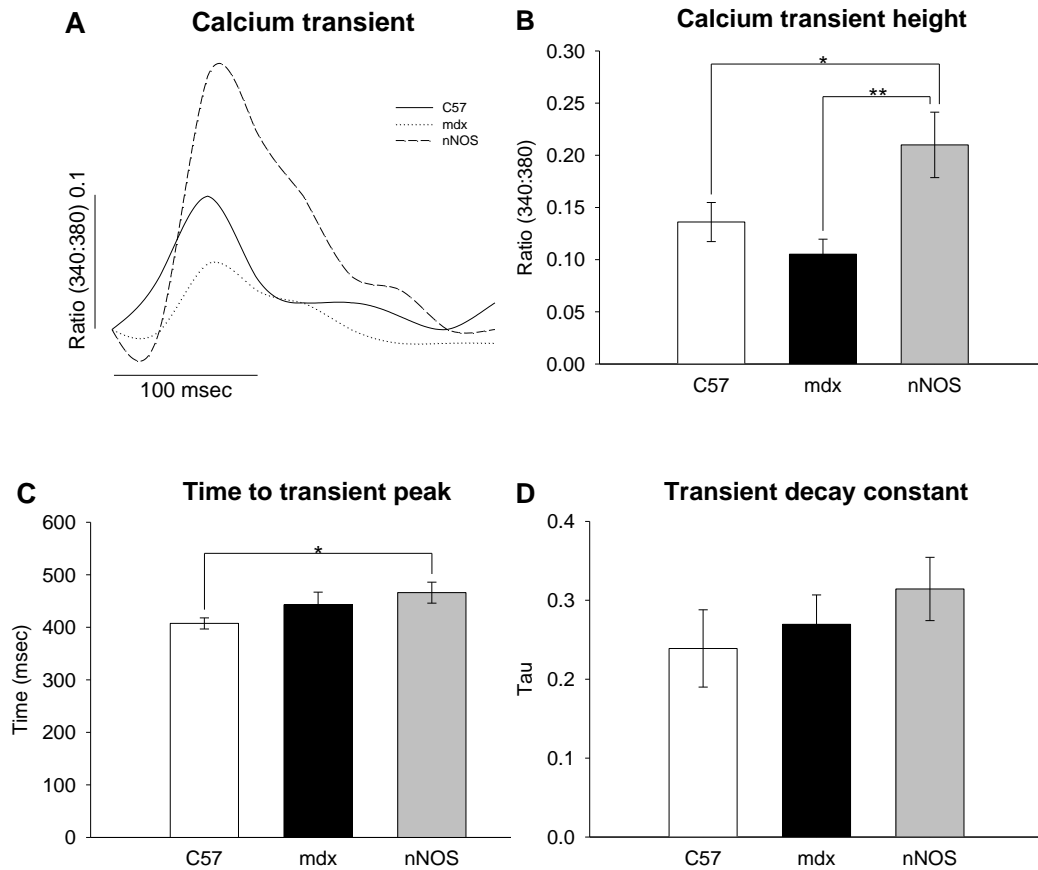 A
Calcium transient
C57
mdx
nNOS
Ratio (340:380) 0.1
100 msec
B
Calcium transient height
0.30
0.25
0.20
0.15
0.10
0.05
0.00
Ratio (340:380)
*
**
C57 mdx nNOS
C
Time to transient peak
600
500
400
300
200
100
0
Time (msec)
*
C57 mdx nNOS
D
Transient decay constant
0.4
0.3
0.2
0.1
0.0
Tau
C57 mdx nNOS